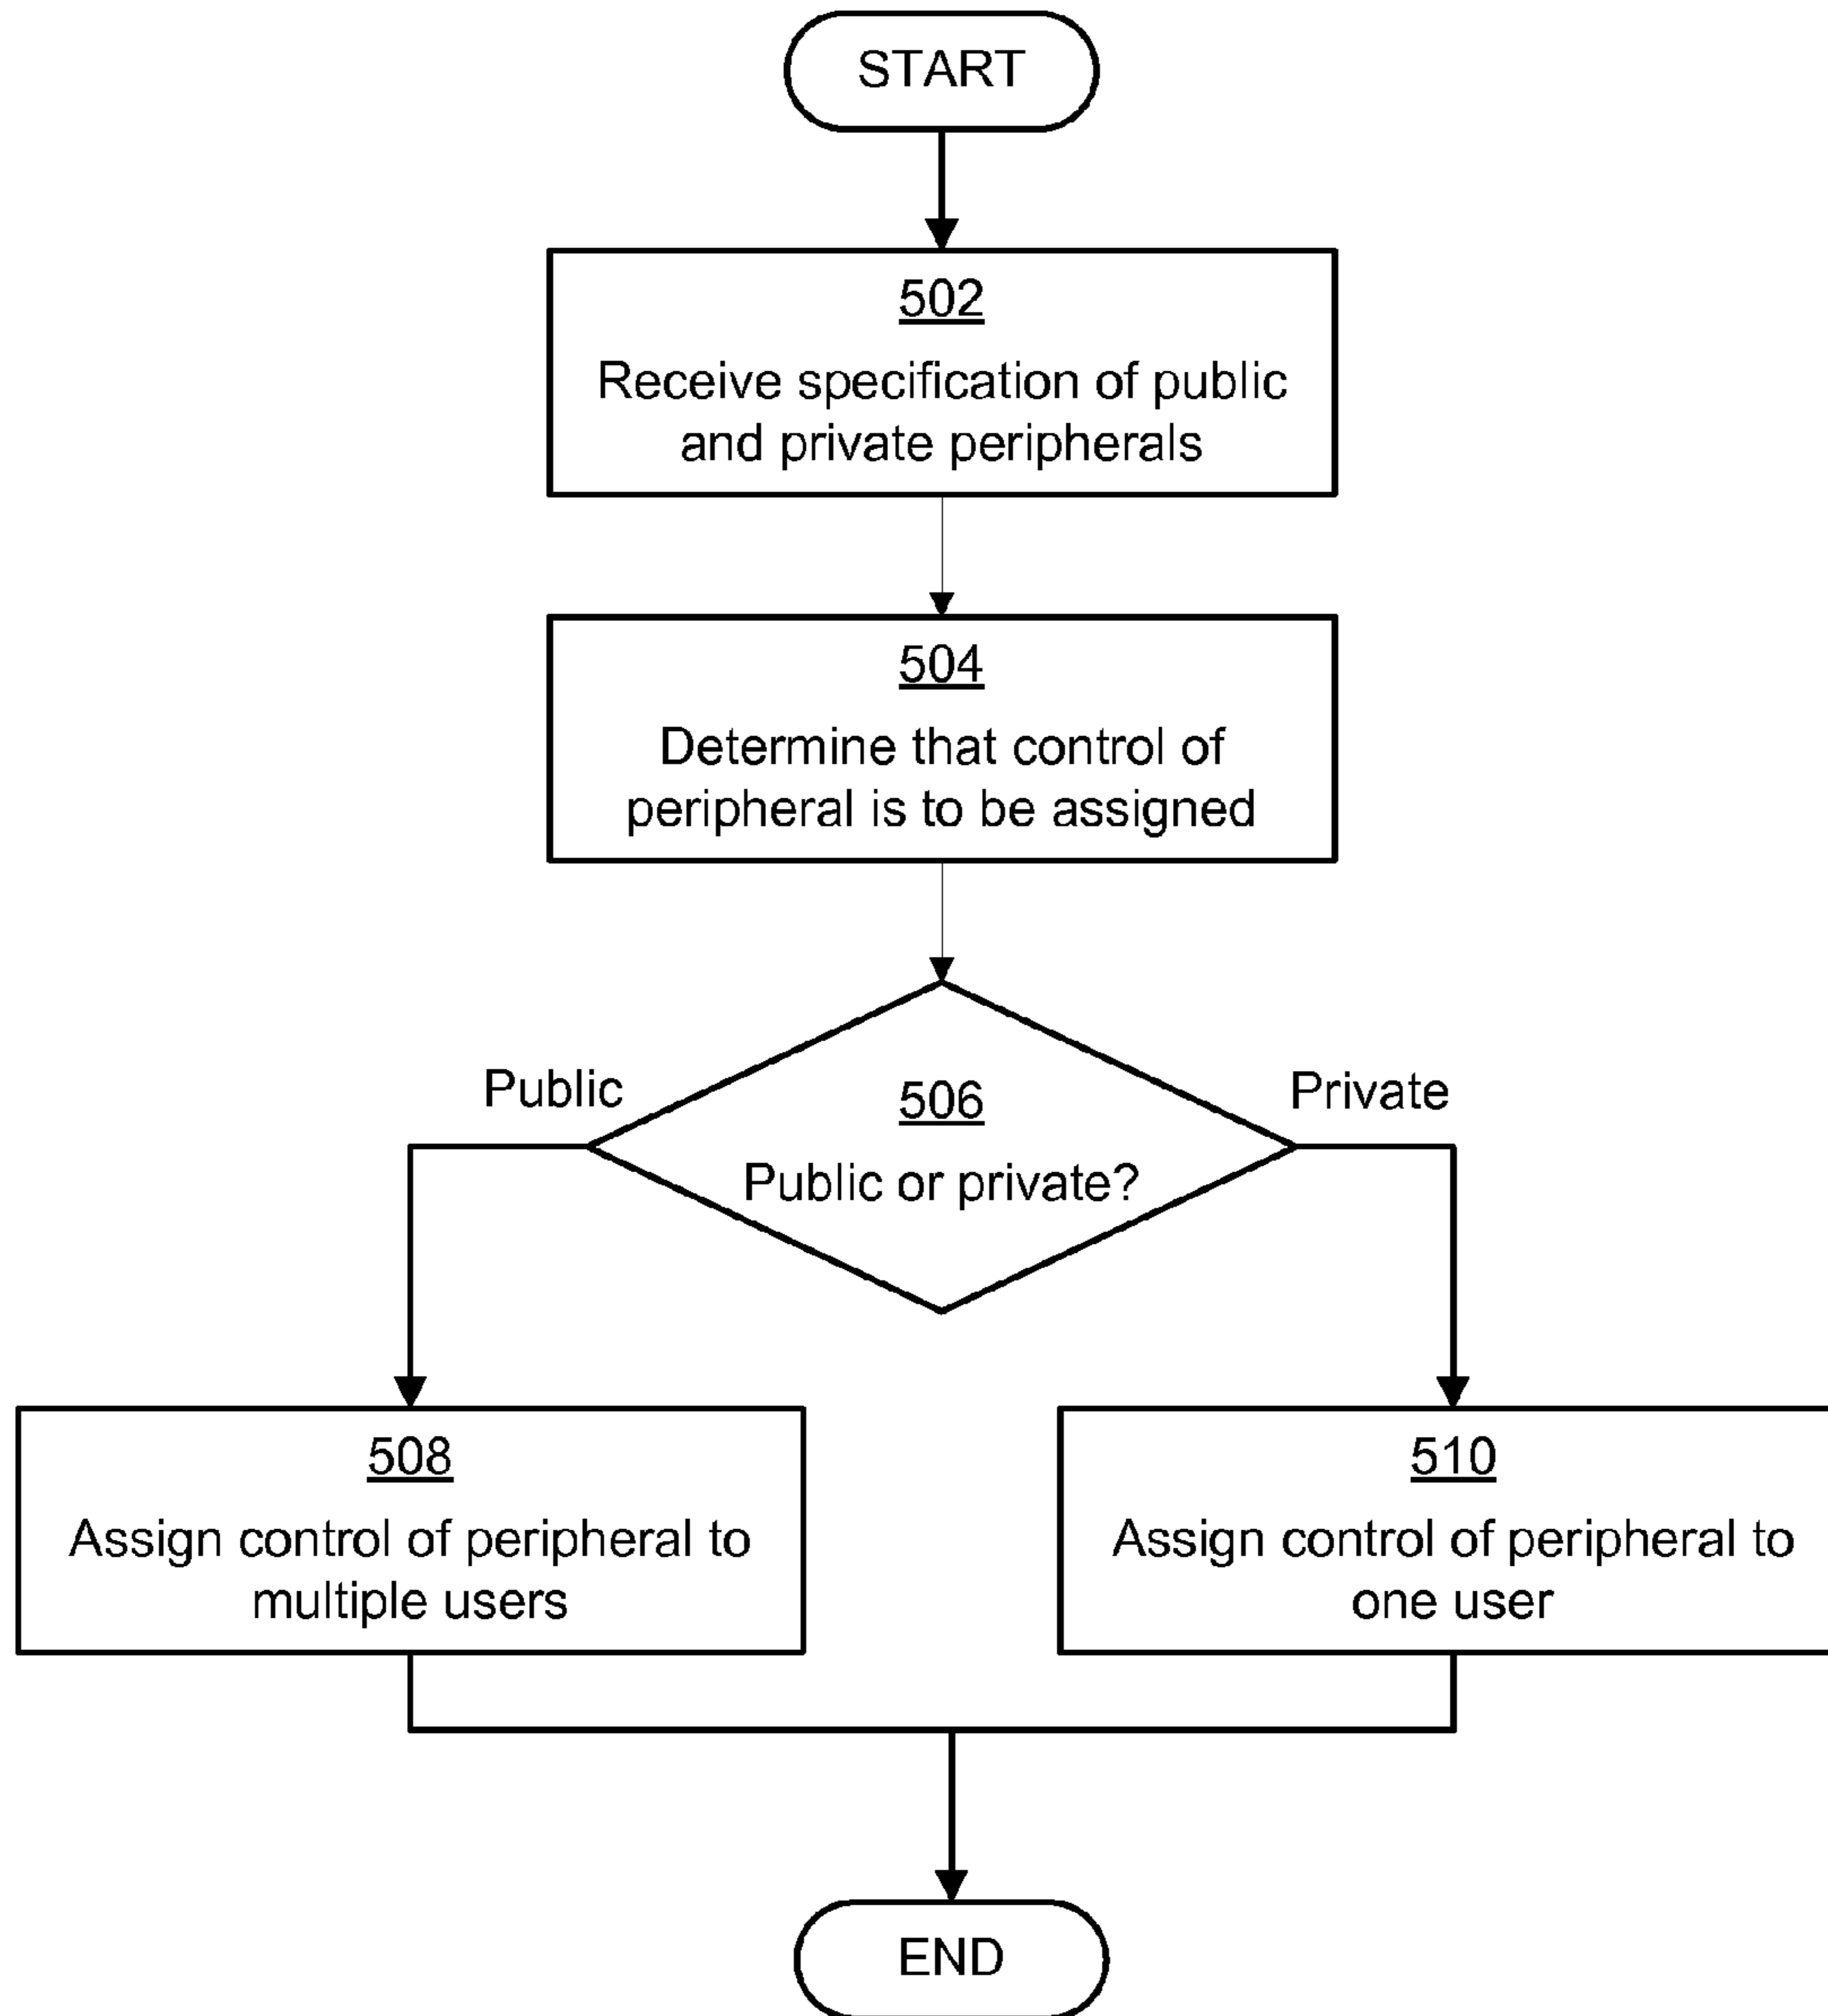 START
502
Receive specification of public
and private peripherals
504
Determine that control of
peripheral is to be assigned
Public
506
Public or private?
Private
508
Assign control of peripheral to
multiple users
510
Assign control of peripheral to
one user
END